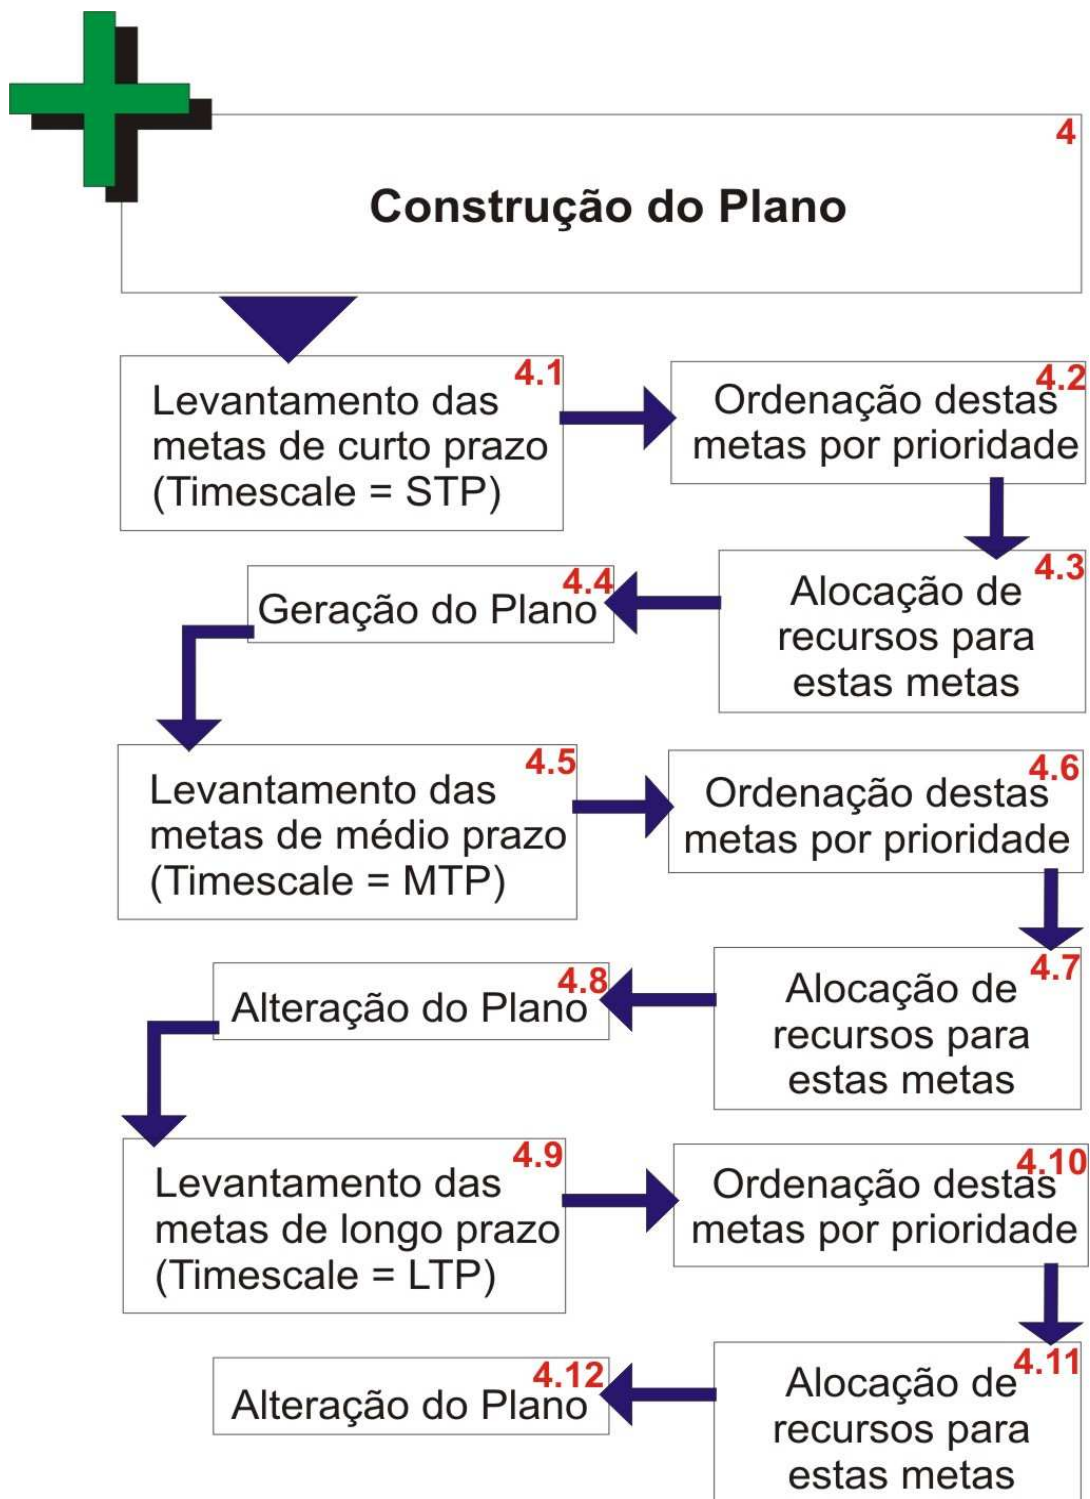 4
Construção do Plano
4.1
Levantamento das
metas de curto prazo
(Timescale = STP)
4.2
Ordenação destas
metas por prioridade
4.3
Alocação de
recursos para
estas metas
4.4
Geração do Plano
4.5
Levantamento das
metas de médio prazo
(Timescale = MTP)
4.6
Ordenação destas
metas por prioridade
4.7
Alocação de
recursos para
estas metas
4.8
Alteração do Plano
4.9
Levantamento das
metas de longo prazo
(Timescale = LTP)
4.10
Ordenação destas
metas por prioridade
4.11
Alocação de
recursos para
estas metas
4.12
Alteração do Plano